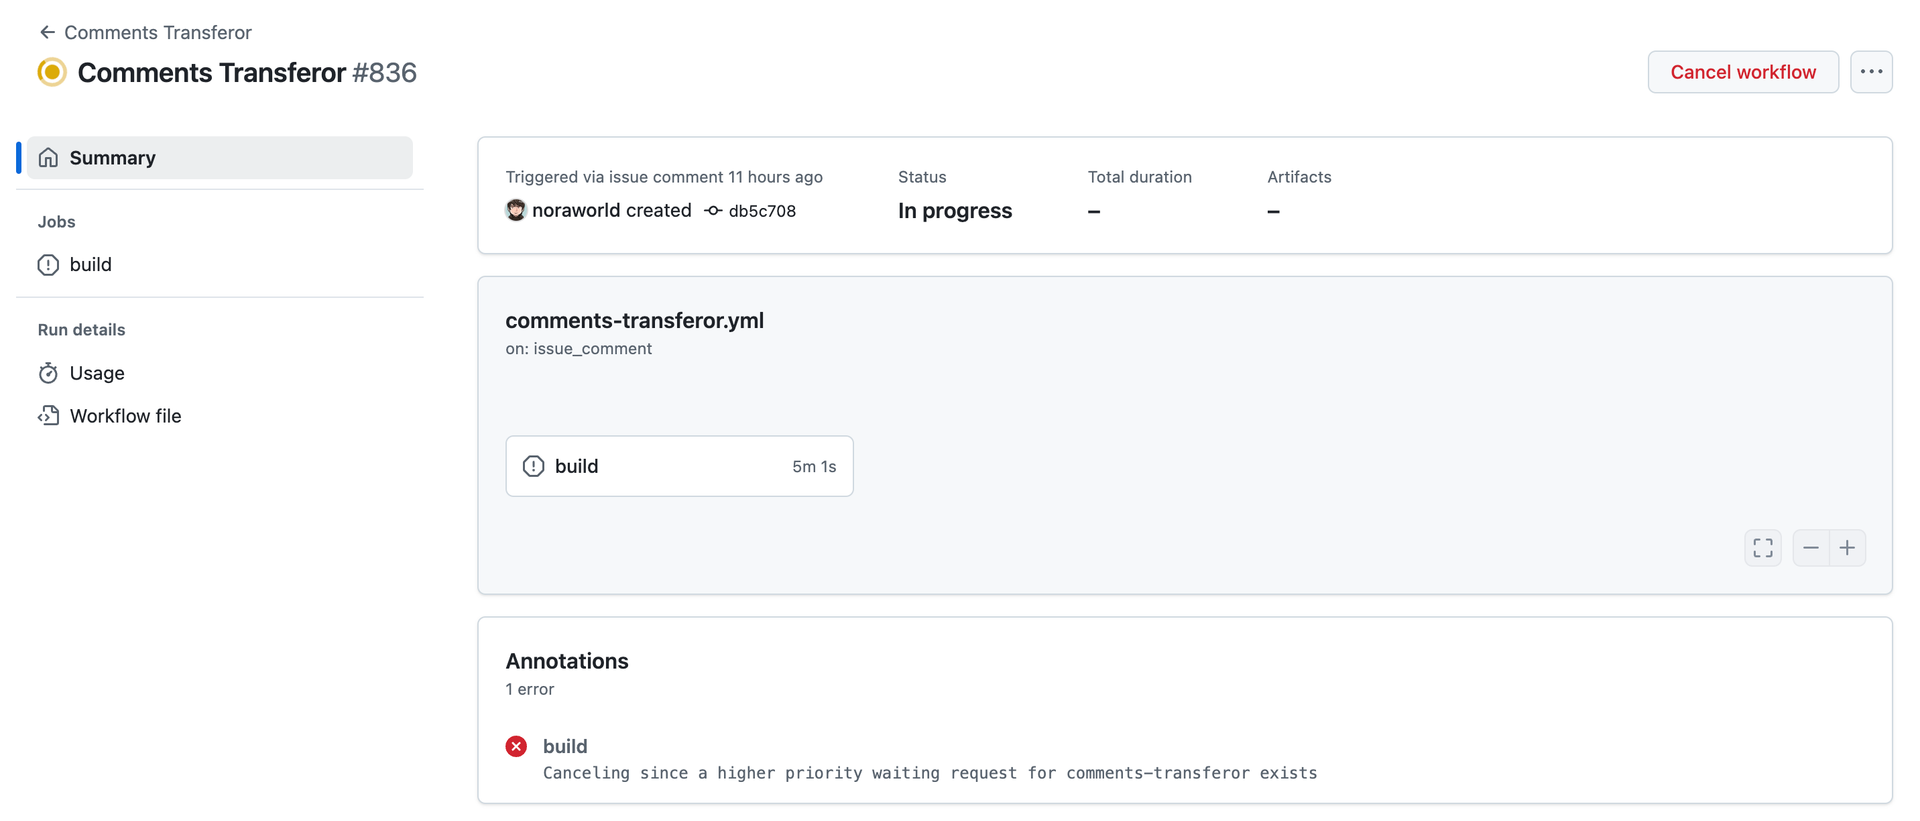 Comments Transferor
Comments Transferor #836
Cancel workflow
Summary
Jobs
build
Run details
Usage
Workflow file
Triggered via issue comment 11 hours ago
noraworld created db5c708
Status
In progress
Total duration
–
Artifacts
–
comments-transferor.yml
on: issue_comment
build 5m 1s
Annotations
1 error
build
Canceling since a higher priority waiting request for comments-transferor exists